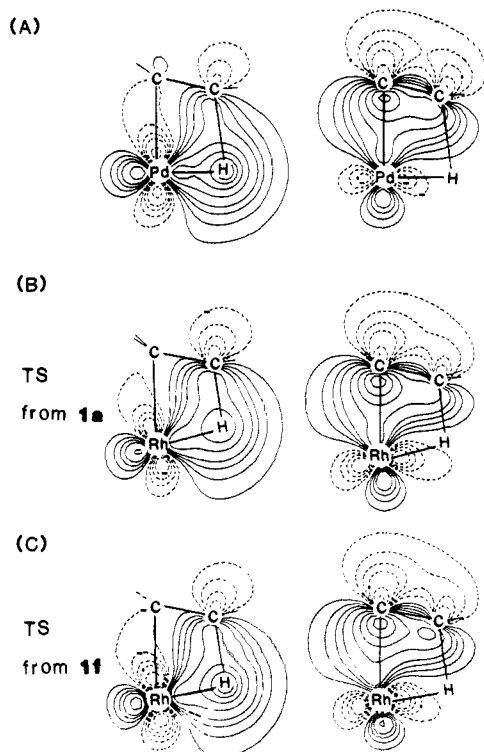 (A)
C C C C
Pd H Pd H
(B)
TS
from 1a
C C C C
Rh H Rh H
(C)
TS
from 1f
C C C C
Rh H Rh H